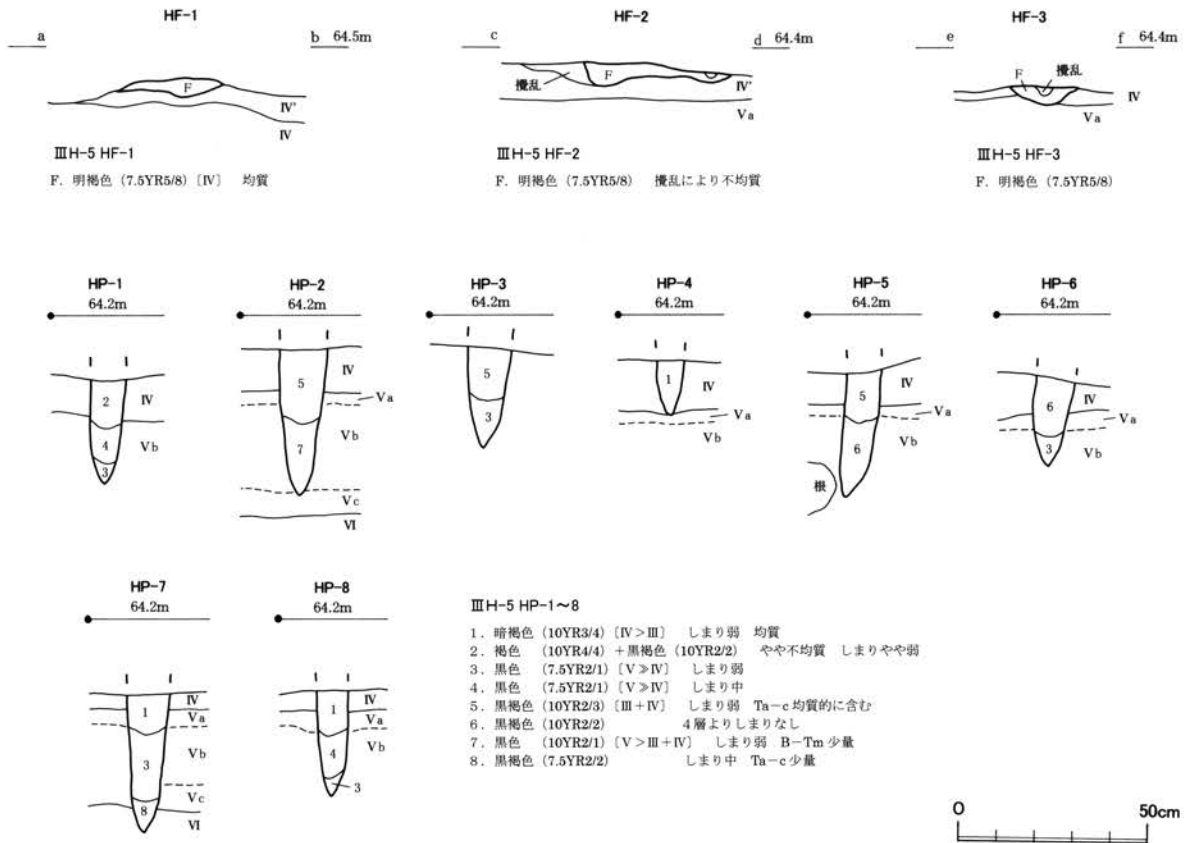 HF-1
HF-2
HF-3
a
b 64.5m
c
d 64.4m
e
f 64.4m
F
Ⅳ'
Ⅳ
F
攪乱
Ⅳ'
Ⅴa
F
攪乱
Ⅳ
Ⅴa
ⅢH-5 HF-1
F. 明褐色 (7.5YR5/8) 〔Ⅳ〕 均質
ⅢH-5 HF-2
F. 明褐色 (7.5YR5/8) 攪乱により不均質
ⅢH-5 HF-3
F. 明褐色 (7.5YR5/8)
HP-1
64.2m
2
4
3
Ⅳ
Ⅴb
HP-2
64.2m
5
7
Ⅳ
Ⅴa
Ⅴb
Ⅴc
Ⅵ
HP-3
64.2m
5
3
HP-4
64.2m
1
Ⅳ
Ⅴa
Ⅴb
HP-5
64.2m
5
6
根
Ⅳ
Ⅴa
Ⅴb
HP-6
64.2m
6
3
Ⅳ
Ⅴa
Ⅴb
HP-7
64.2m
1
3
8
Ⅳ
Ⅴa
Ⅴb
Ⅴc
Ⅵ
HP-8
64.2m
1
4
3
Ⅳ
Ⅴa
Ⅴb
ⅢH-5 HP-1～8
1. 暗褐色 (10YR3/4) 〔Ⅳ＞Ⅲ〕 しまり弱 均質
2. 褐色 (10YR4/4) ＋黒褐色 (10YR2/2) やや不均質 しまりやや弱
3. 黒色 (7.5YR2/1) 〔Ⅴ≫Ⅳ〕 しまり弱
4. 黒色 (7.5YR2/1) 〔Ⅴ≫Ⅳ〕 しまり中
5. 黒褐色 (10YR2/3) 〔Ⅲ＋Ⅳ〕 しまり弱 Ta-c 均質的に含む
6. 黒褐色 (10YR2/2) 4層よりしまりなし
7. 黒色 (10YR2/1) 〔Ⅴ＞Ⅲ＋Ⅳ〕 しまり弱 B-Tm 少量
8. 黒褐色 (7.5YR2/2) しまり中 Ta-c 少量
0 50cm